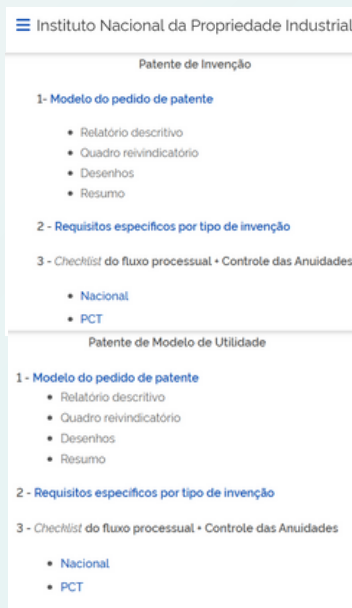 Instituto Nacional da Propriedade Industrial
Patente de Invenção
1- Modelo do pedido de patente
• Relatório descritivo
• Quadro reivindicatório
• Desenhos
• Resumo
2 - Requisitos específicos por tipo de invenção
3 - Checklist do fluxo processual + Controle das Anuidades
• Nacional
• PCT
Patente de Modelo de Utilidade
1 - Modelo do pedido de patente
• Relatório descritivo
• Quadro reivindicatório
• Desenhos
• Resumo
2 - Requisitos específicos por tipo de invenção
3 - Checklist do fluxo processual + Controle das Anuidades
• Nacional
• PCT